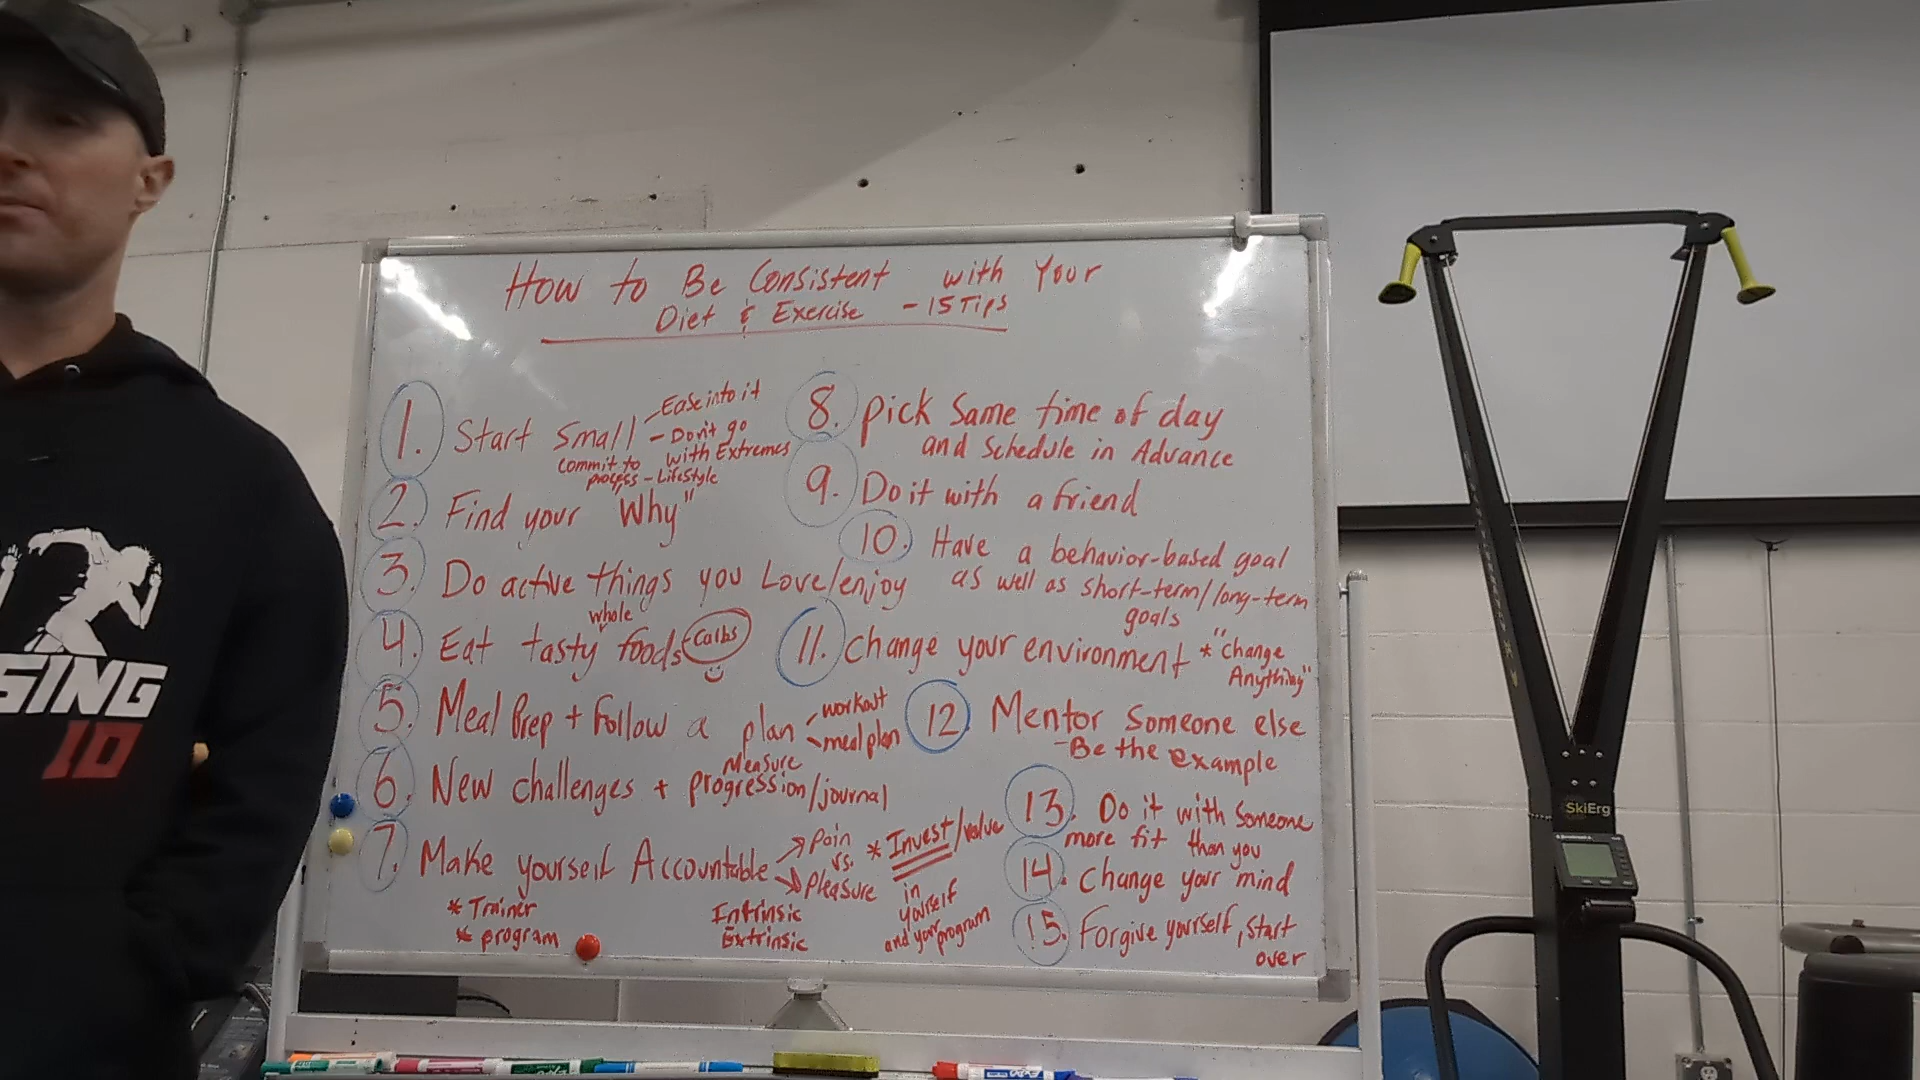 How to Be Consistent with Your
Diet & Exercise - 15 Tips
1. Start Small - Ease into it
- Don't go
with Extremes
commit to
process - Lifestyle
2. Find your "Why"
3. Do active things you Love/enjoy
4. Eat tasty whole foods - Carbs
5. Meal Prep + Follow a plan - workout
- meal plan
6. New challenges + Measure
progression/journal
7. Make yourself Accountable → Pain
vs.
→ Pleasure
* Invest/value
in
yourself
and your program
* Trainer
* program
Intrinsic
Extrinsic
8. Pick Same time of day
and Schedule in Advance
9. Do it with a friend
10. Have a behavior-based goal
as well as short-term/long-term
goals
11. Change your environment * "Change
Anything"
12. Mentor Someone else
- Be the example
13. Do it with Someone
more fit than you
14. Change your mind
15. Forgive yourself, start
over
SING
10
SkiErg
EXPO